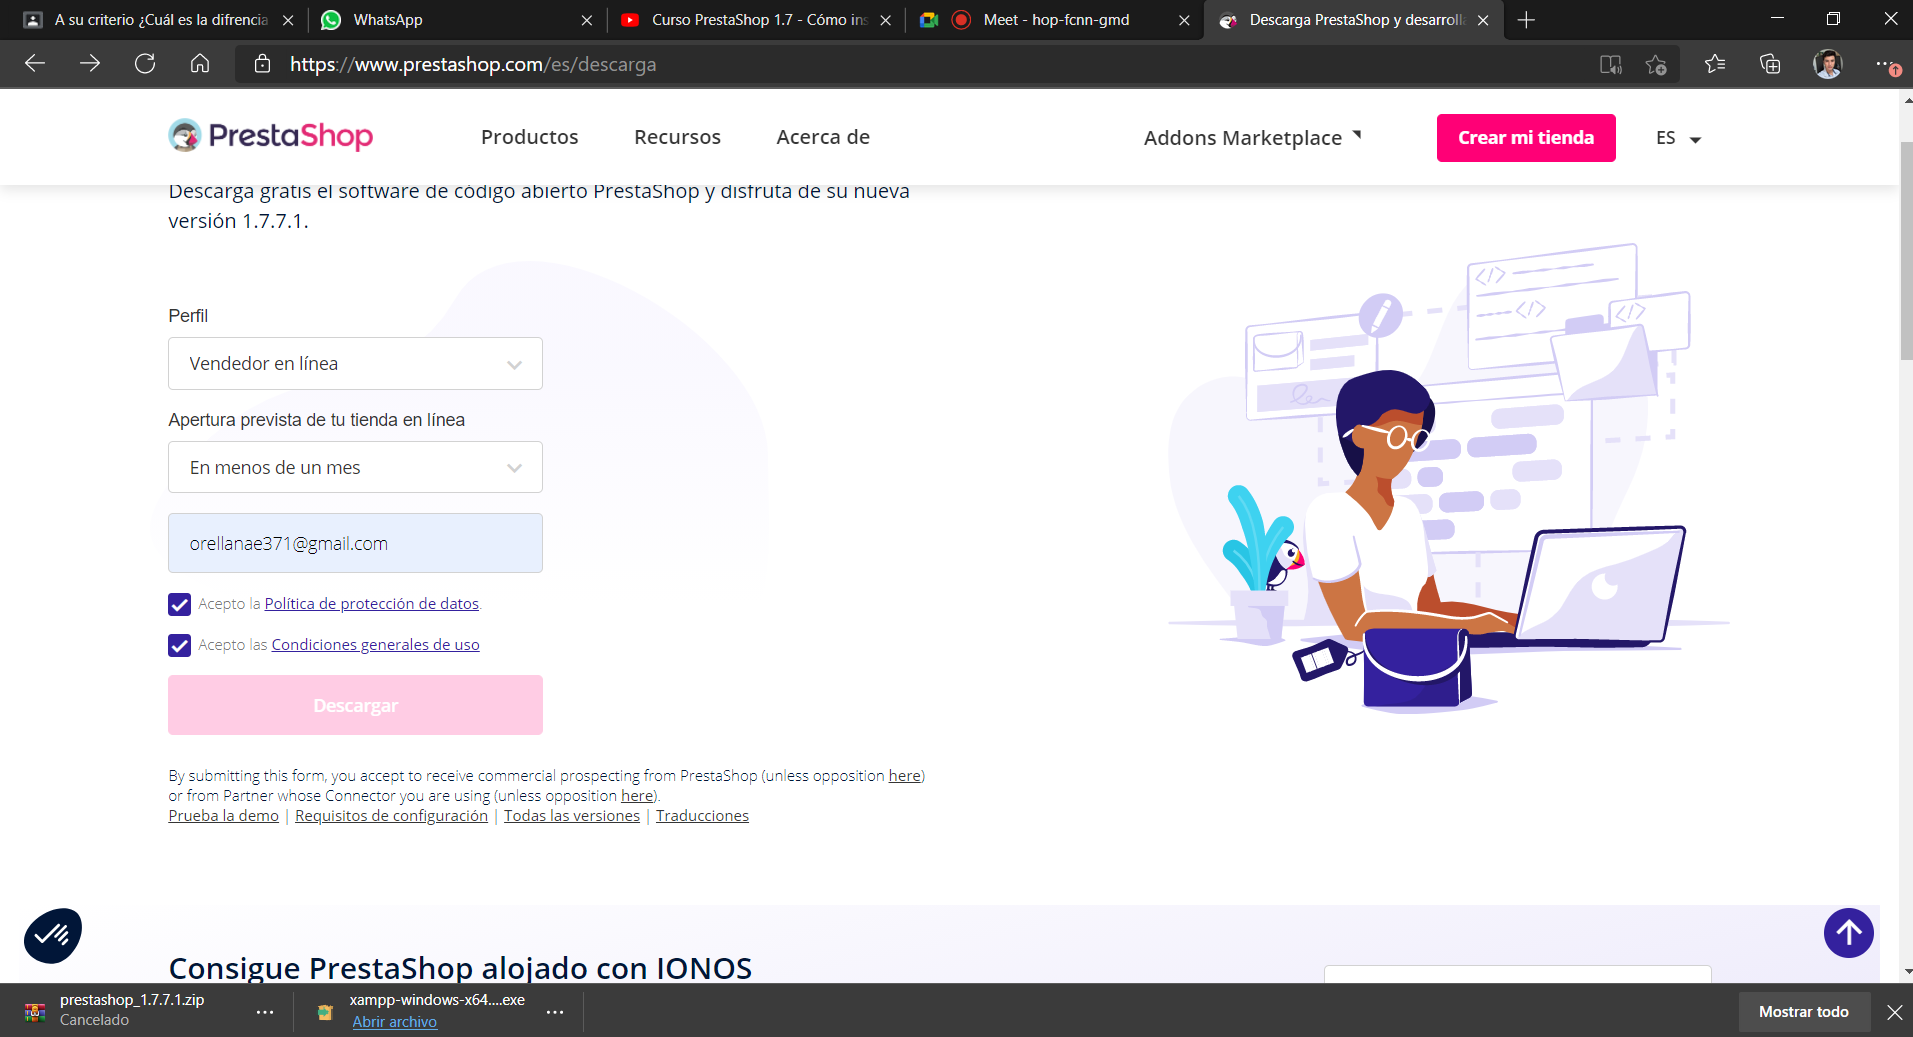 A su criterio ¿Cuál es la difrencia
WhatsApp
Curso PrestaShop 1.7 - Cómo ins
Meet - hop-fcnn-gmd
Descarga PrestaShop y desarrolla
https://www.prestashop.com/es/descarga
PrestaShop
Productos
Recursos
Acerca de
Addons Marketplace
Crear mi tienda
ES
Descarga gratis el software de código abierto PrestaShop y disfruta de su nueva
versión 1.7.7.1.
Perfil
Vendedor en línea
Apertura prevista de tu tienda en línea
En menos de un mes
orellanae371@gmail.com
Acepto la Política de protección de datos.
Acepto las Condiciones generales de uso
Descargar
By submitting this form, you accept to receive commercial prospecting from PrestaShop (unless opposition here)
or from Partner whose Connector you are using (unless opposition here).
Prueba la demo | Requisitos de configuración | Todas las versiones | Traducciones
Consigue PrestaShop alojado con IONOS
prestashop_1.7.7.1.zip
Cancelado
xampp-windows-x64....exe
Abrir archivo
Mostrar todo